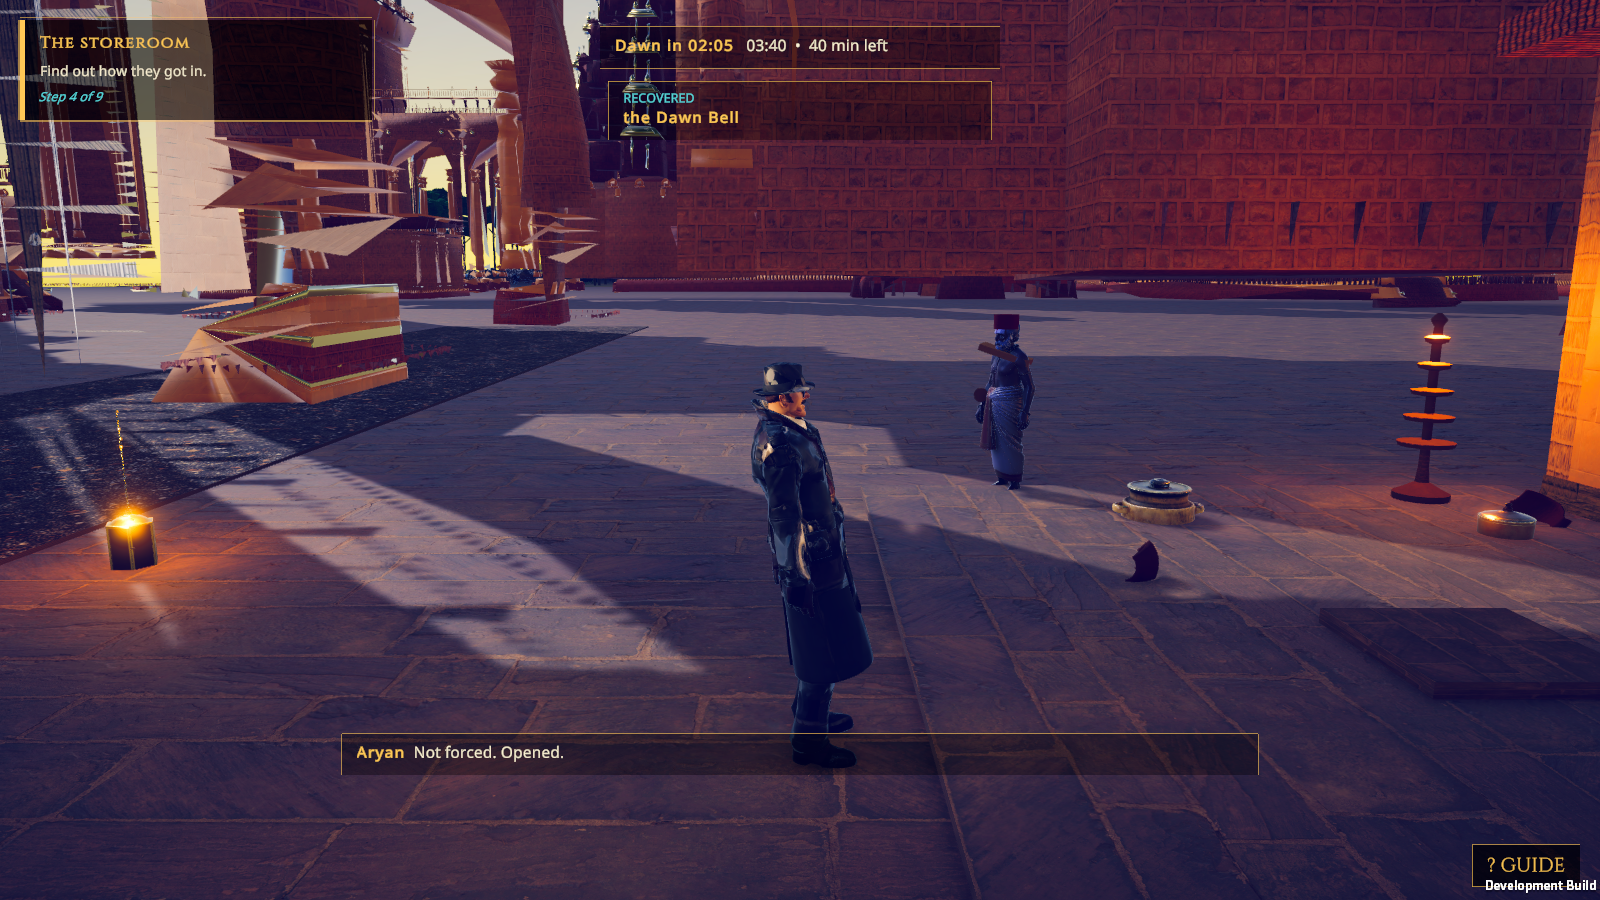 THE STOREROOM
Find out how they got in.
Step 4 of 9
Dawn in 02:05 03:40 • 40 min left
RECOVERED
the Dawn Bell
Aryan Not forced. Opened.
? GUIDE
Development Build